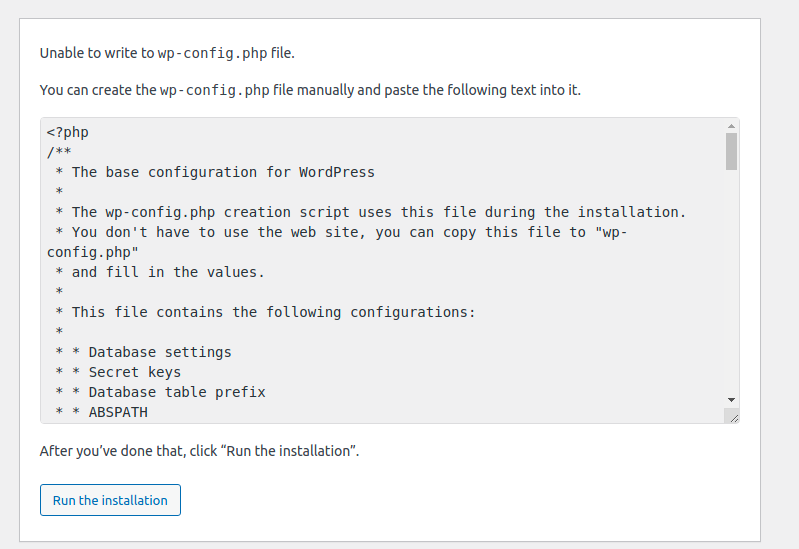 Unable to write to wp-config.php file.
You can create the wp-config.php file manually and paste the following text into it.
<?php
/**
 * The base configuration for WordPress
 *
 * The wp-config.php creation script uses this file during the installation.
 * You don't have to use the web site, you can copy this file to "wp-
config.php"
 * and fill in the values.
 *
 * This file contains the following configurations:
 *
 * * Database settings
 * * Secret keys
 * * Database table prefix
 * * ABSPATH
After you’ve done that, click “Run the installation”.
Run the installation